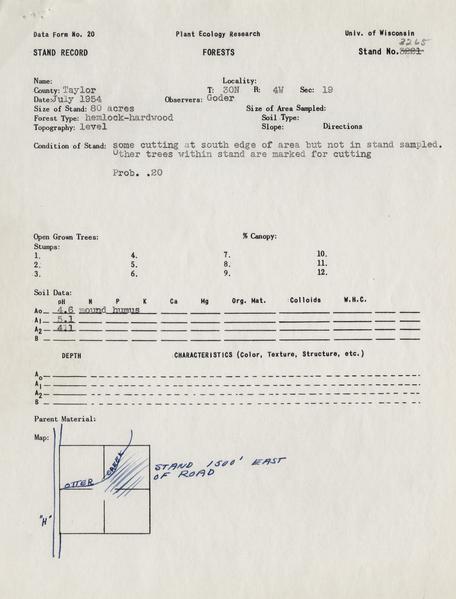 Data Form No. 20 Plant Ecology Research Univ. of Wisconsin
3265
STAND RECORD FORESTS Stand No. 3221
Name: Locality:
County: Taylor T: 30N R: 4W Sec: 19
Date: July 1954 Observers: Goder
Size of Stand: 80 acres Size of Area Sampled:
Forest Type: hemlock-hardwood Soil Type:
Topography: level Slope: Directions
Condition of Stand: some cutting at south edge of area but not in stand sampled.
Other trees within stand are marked for cutting
Prob. .20
Open Grown Trees: % Canopy:
Stumps:
1. 4. 7. 10.
2. 5. 8. 11.
3. 6. 9. 12.
Soil Data:
pH N P K Ca Mg Org. Mat. Colloids W.H.C.
Ao 4.6 mound humus
A1 5.1
A2 4.1
B
DEPTH CHARACTERISTICS (Color, Texture, Structure, etc.)
Ao
A1
A2
B
Parent Material:
Map:
OTTER CREEK
STAND 1500' EAST
OF ROAD
"H"